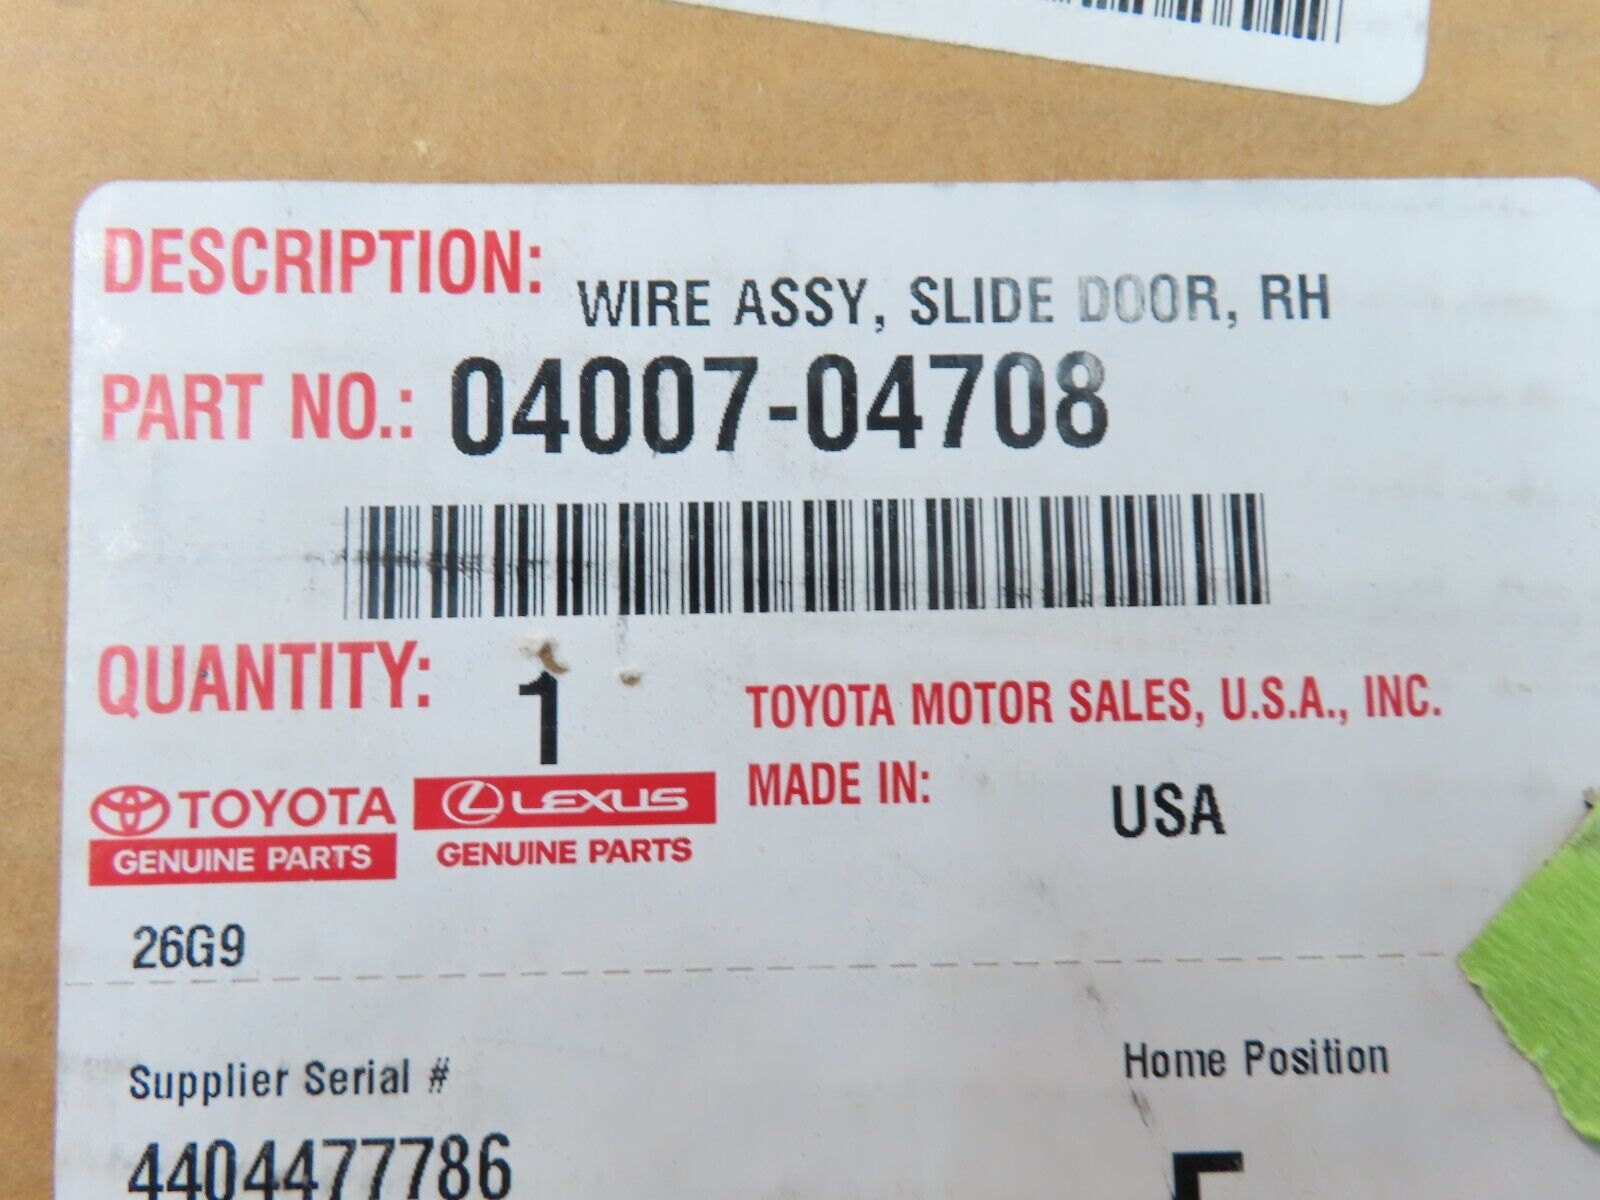 DESCRIPTION: WIRE ASSY, SLIDE DOOR, RH
PART NO.: 04007-04708
QUANTITY: 1
TOYOTA MOTOR SALES, U.S.A., INC.
MADE IN: USA
TOYOTA
GENUINE PARTS
LEXUS
GENUINE PARTS
26G9
Supplier Serial #
Home Position
4404477786